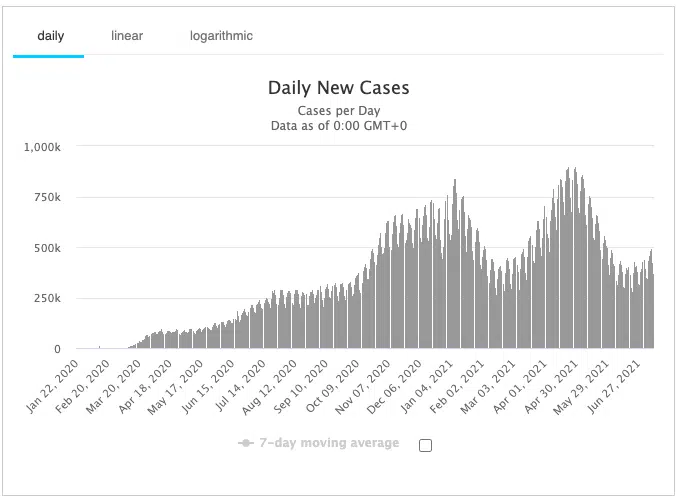 daily linear logarithmic
Daily New Cases
Cases per Day
Data as of 0:00 GMT+0
1,000k
750k
500k
250k
0
Jan 22, 2020 Feb 20, 2020 Mar 20, 2020 Apr 18, 2020 May 17, 2020 Jun 15, 2020 Jul 14, 2020 Aug 12, 2020 Sep 10, 2020 Oct 09, 2020 Nov 07, 2020 Dec 06, 2020 Jan 04, 2021 Feb 02, 2021 Mar 03, 2021 Apr 01, 2021 Apr 30, 2021 May 29, 2021 Jun 27, 2021
7-day moving average